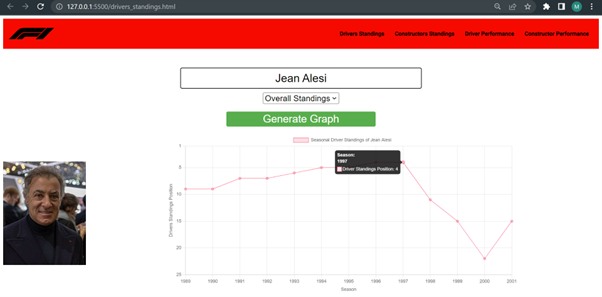 127.0.0.1:5500/drivers_standings.html
M
F1
Drivers Standings Constructors Standings Driver Performance Constructor Performance
Jean Alesi
Overall Standings
Generate Graph
Seasonal Driver Standings of Jean Alesi
Season:
1997
Driver Standings Position: 4
Drivers Standings Position
1
5
10
15
20
25
1989 1990 1991 1992 1993 1994 1995 1996 1997 1998 1999 2000 2001
Season